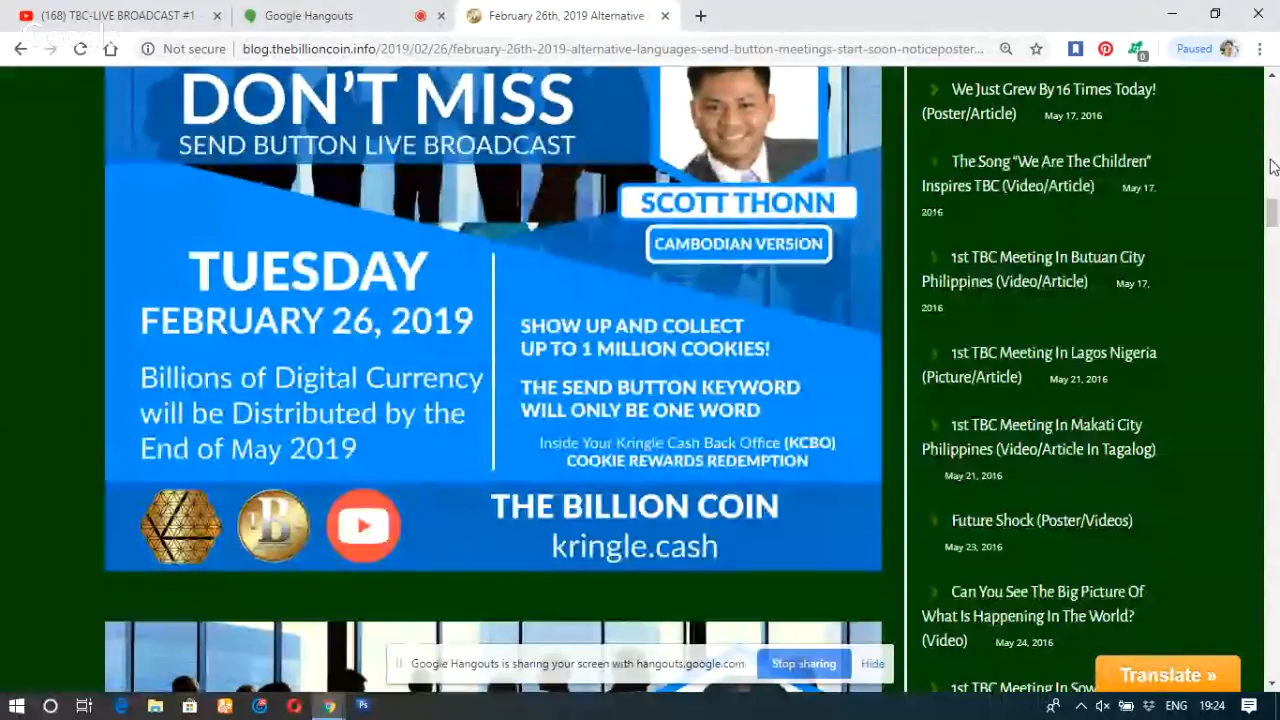 (168) TBC-LIVE BROADCAST #1
Google Hangouts
February 26th, 2019 Alternative
Not secure
blog.thebillioncoin.info/2019/02/26/february-26th-2019-alternative-languages-send-button-meetings-start-soon-noticeposter...
0
Paused
DON'T MISS
SEND BUTTON LIVE BROADCAST
SCOTT THONN
CAMBODIAN VERSION
TUESDAY
FEBRUARY 26, 2019
Billions of Digital Currency
will be Distributed by the
End of May 2019
SHOW UP AND COLLECT
UP TO 1 MILLION COOKIES!
THE SEND BUTTON KEYWORD
WILL ONLY BE ONE WORD
Inside Your Kringle Cash Back Office (KCBO)
COOKIE REWARDS REDEMPTION
THE BILLION COIN
kringle.cash
We Just Grew By 16 Times Today!
(Poster/Article) May 17, 2016
The Song “We Are The Children”
Inspires TBC (Video/Article) May 17,
2016
1st TBC Meeting In Butuan City
Philippines (Video/Article) May 17,
2016
1st TBC Meeting In Lagos Nigeria
(Picture/Article) May 21, 2016
1st TBC Meeting In Makati City
Philippines (Video/Article In Tagalog)
May 21, 2016
Future Shock (Poster/Videos)
May 23, 2016
Can You See The Big Picture Of
What Is Happening In The World?
(Video) May 24, 2016
Google Hangouts is sharing your screen with hangouts.google.com.
Stop sharing
Hide
Translate »
ENG
19:24